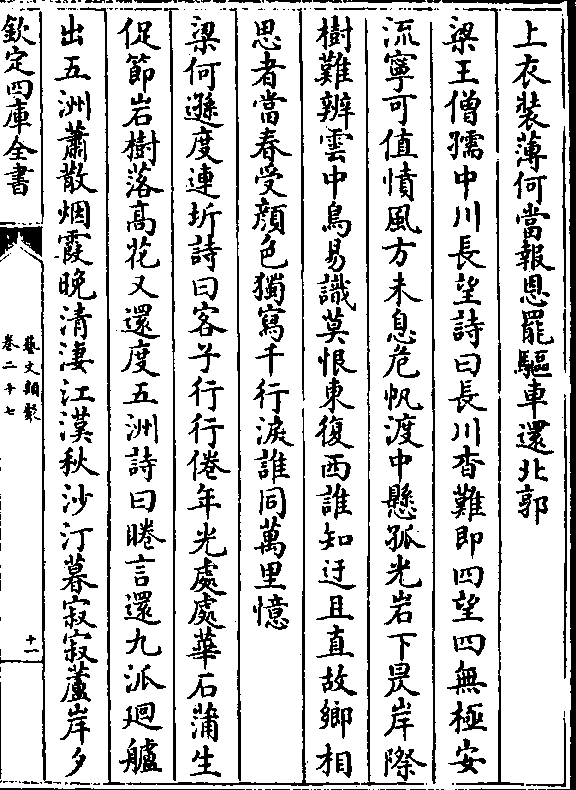 上衣裝薄何當報恩罷驅車還北郭
梁王僧孺中川長望詩曰長川杳難即四望四無極安
流寧可值憤風方未息危帆渡中懸孤光岩下昃岸際
樹難辨雲中鳥易識莫恨東復西誰知迂且直故鄉相
思者當春受顔色獨寫千行淚誰同萬里憶
梁何遜度連圻詩曰客子行行倦年光處處華石蒲生
促節岩樹落高花又還度五洲詩曰睠言還九派廻艫
出五洲蕭散烟霞晚清淒江漢秋沙汀暮寂寂蘆岸夕
欽定四庫全書
藝文類聚
卷二十七
十一